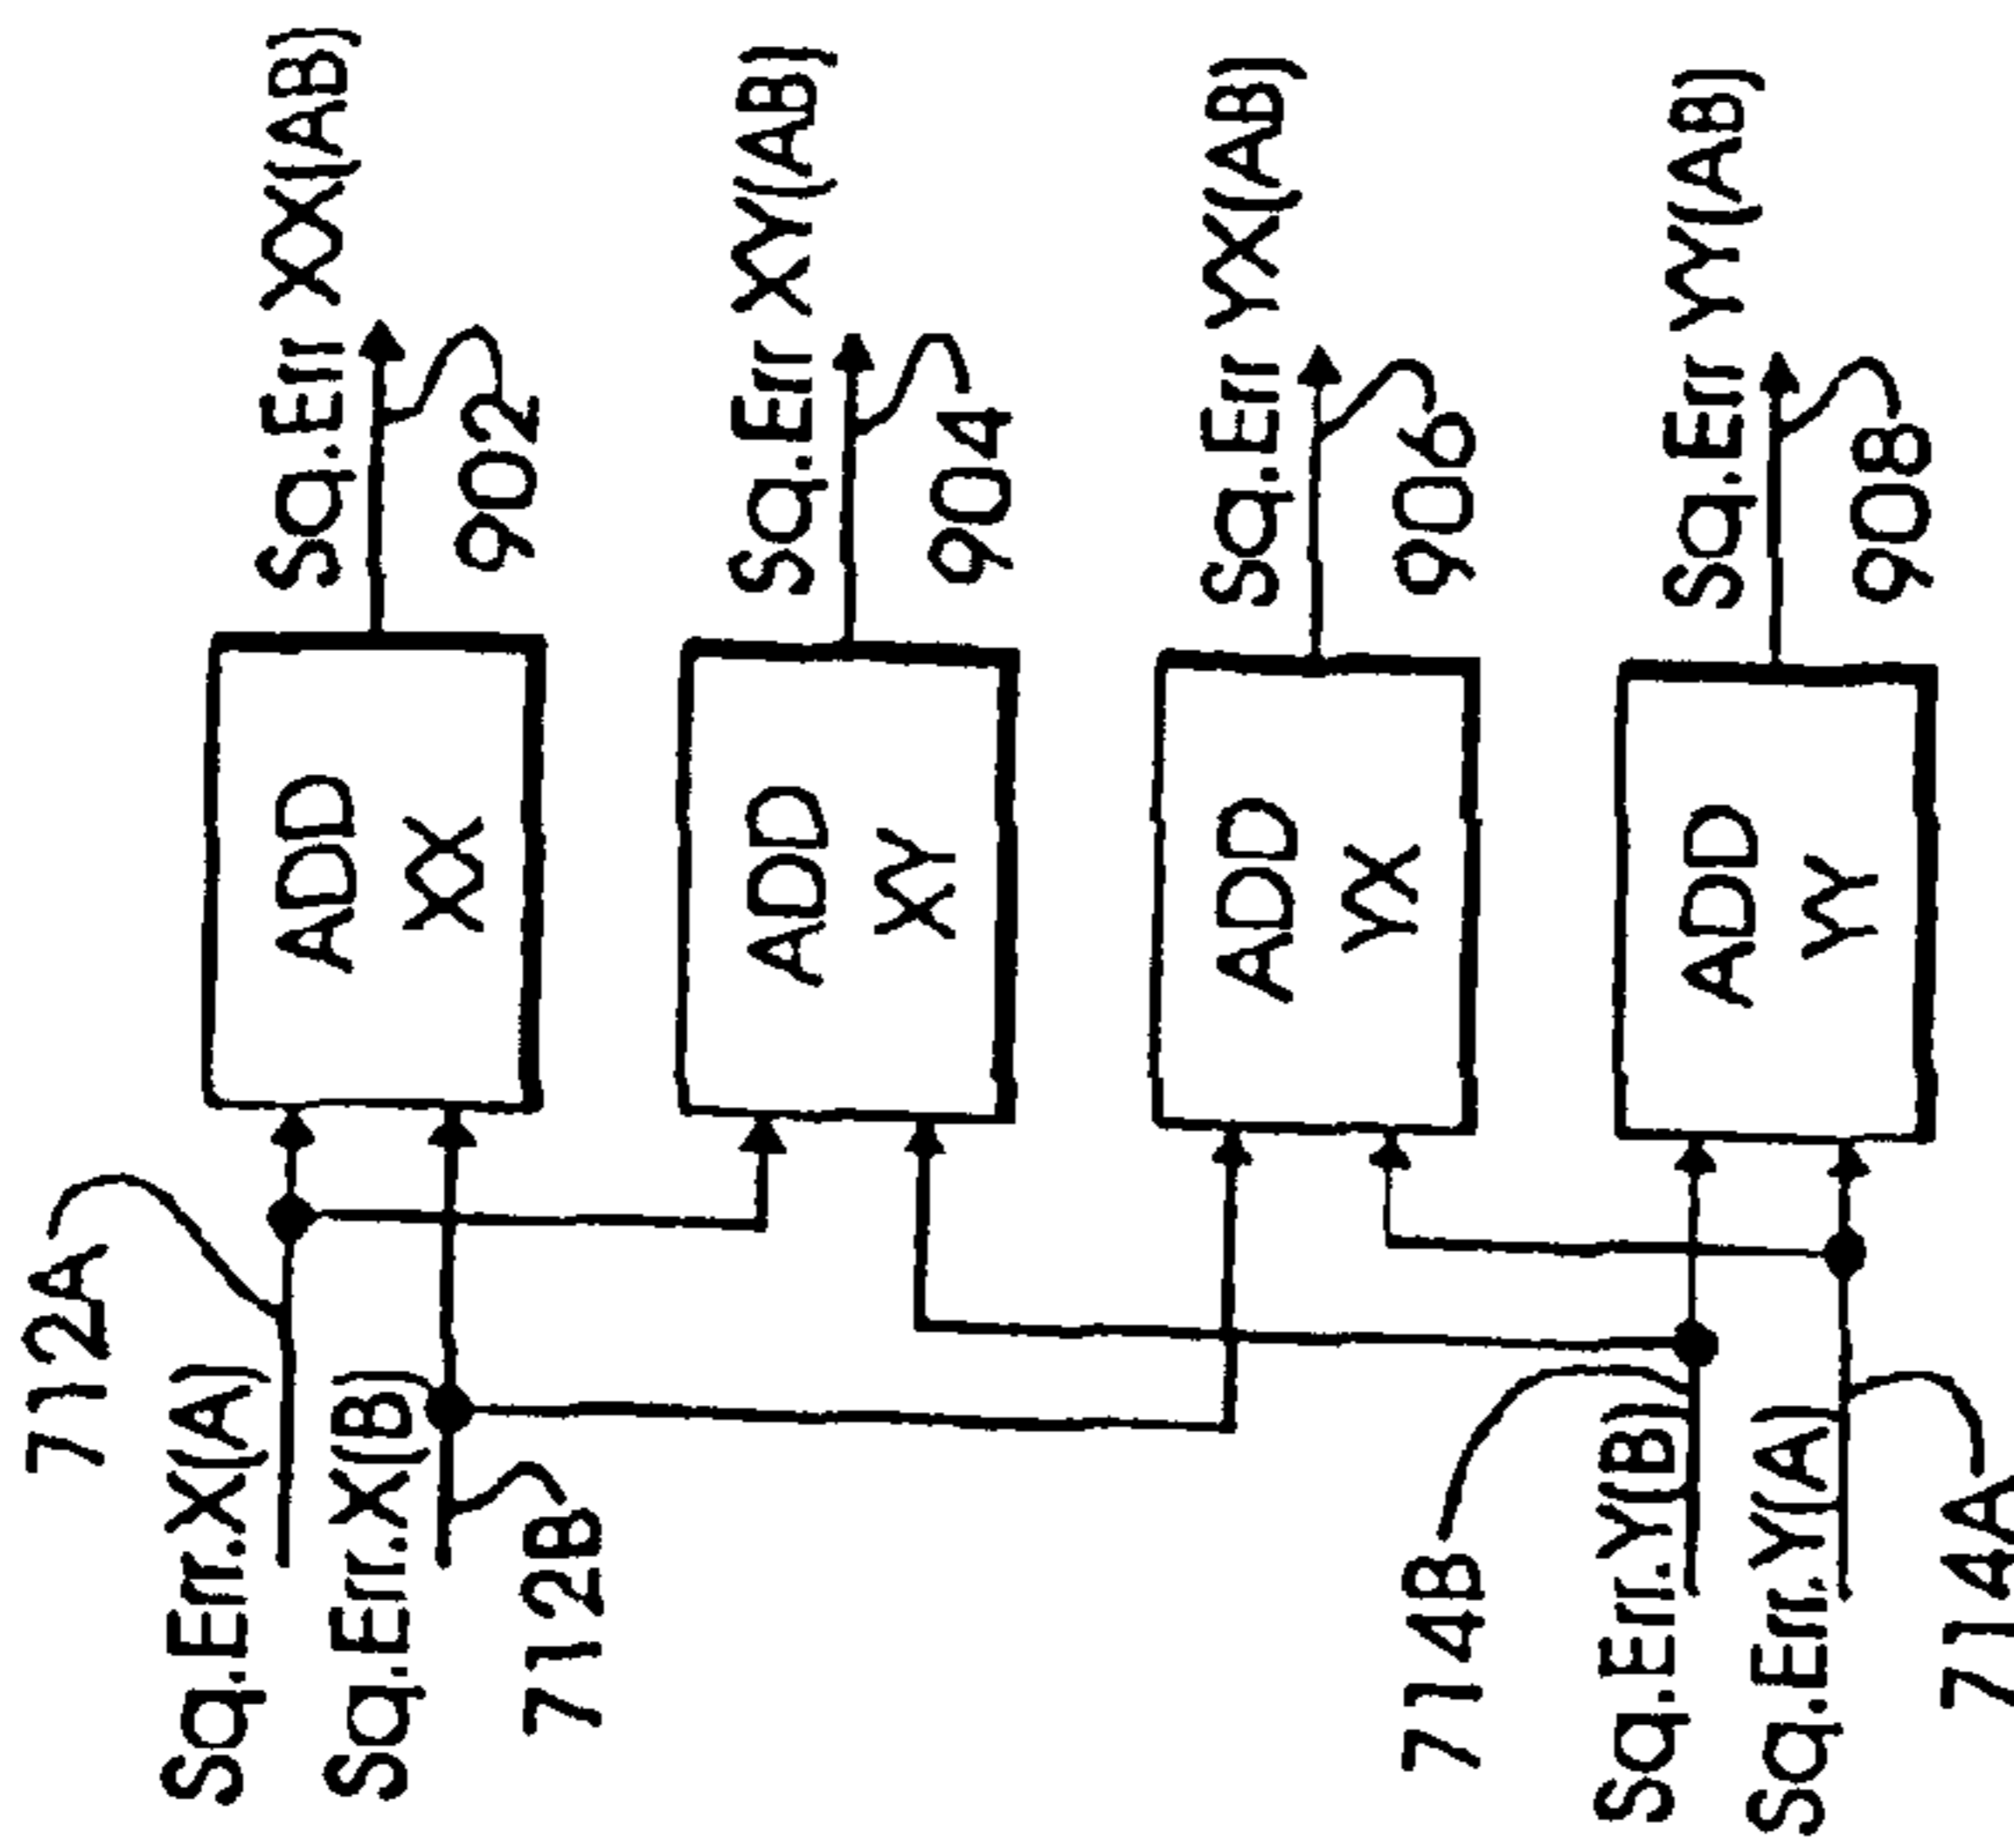 712A
Sq.Err.X(A)
Sq.Err.X(B)
712B
714B
Sq.Err.Y(B)
Sq.Err.Y(A)
714A
ADD
XX
ADD
XY
ADD
YX
ADD
YY
Sq.Err XX(AB)
902
Sq.Err XY(AB)
904
Sq.Err YX(AB)
906
Sq.Err YY(AB)
908